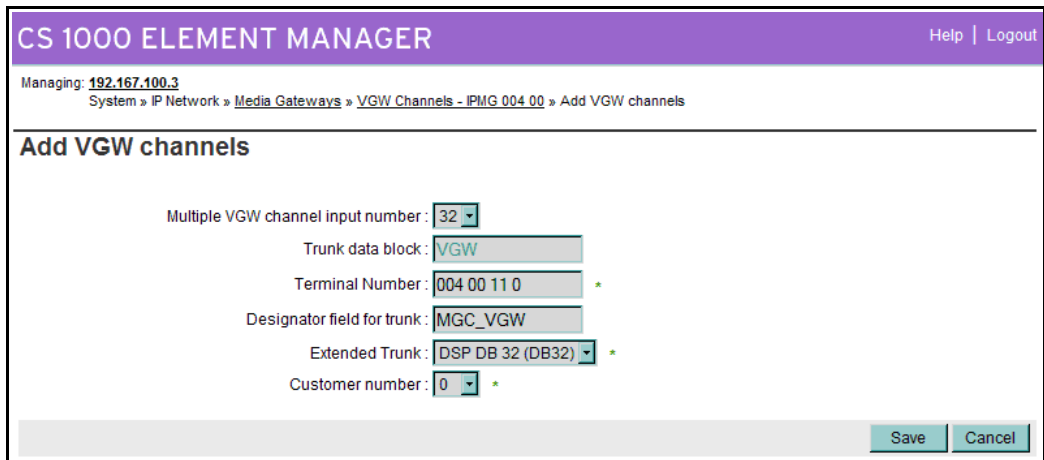 CS 1000 ELEMENT MANAGER
Help | Logout
Managing: 192.167.100.3
System » IP Network » Media Gateways » VGW Channels - IPMG 004 00 » Add VGW channels
Add VGW channels
Multiple VGW channel input number : 32
Trunk data block : VGW
Terminal Number : 004 00 11 0 *
Designator field for trunk : MGC_VGW
Extended Trunk : DSP DB 32 (DB32) *
Customer number : 0 *
Save Cancel